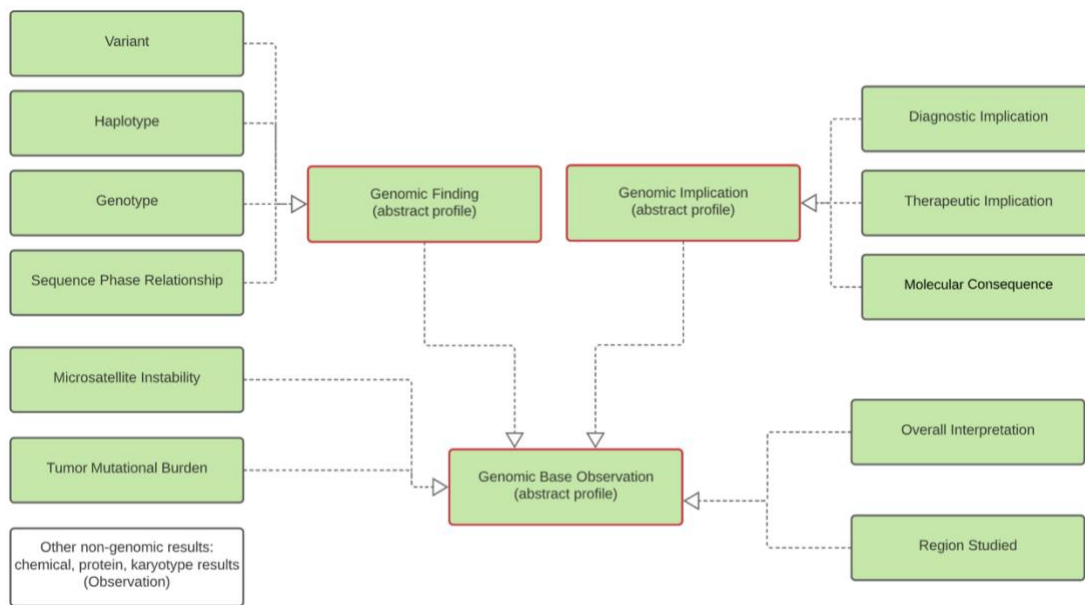 Variant
Haplotype
Genotype
Sequence Phase Relationship
Microsatellite Instability
Tumor Mutational Burden
Other non-genomic results:
chemical, protein, karyotype results
(Observation)
Genomic Finding
(abstract profile)
Genomic Implication
(abstract profile)
Genomic Base Observation
(abstract profile)
Diagnostic Implication
Therapeutic Implication
Molecular Consequence
Overall Interpretation
Region Studied